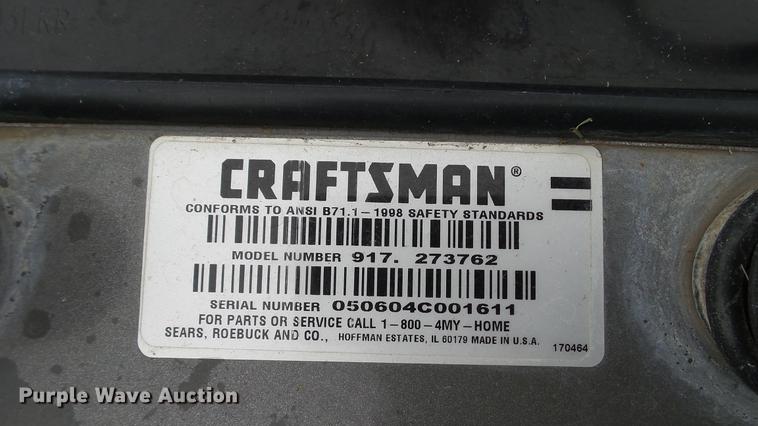 CRAFTSMAN®
CONFORMS TO ANSI B71.1-1998 SAFETY STANDARDS
MODEL NUMBER 917. 273762
SERIAL NUMBER 050604C001611
FOR PARTS OR SERVICE CALL 1-800-4MY-HOME
SEARS, ROEBUCK AND CO., HOFFMAN ESTATES, IL 60179 MADE IN U.S.A.
170464
Purple Wave Auction